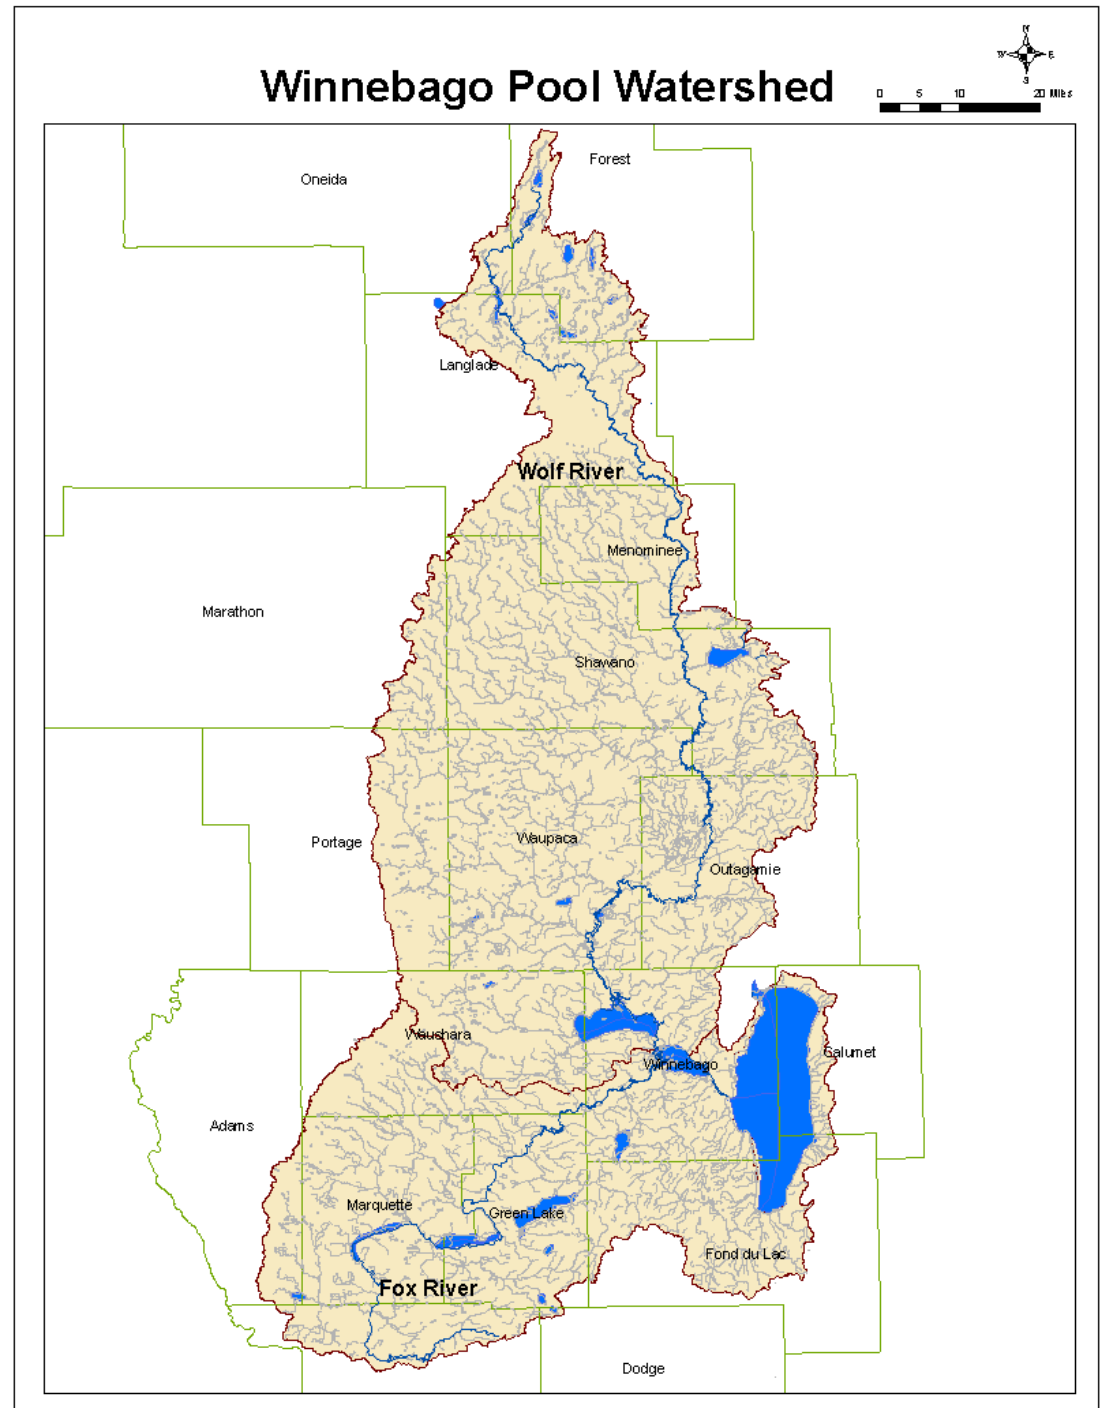 N
W E
S
Winnebago Pool Watershed
0 5 10 20 Miles
Forest
Oneida
Langlade
Wolf River
Menominee
Marathon
Shawano
Portage
Waupaca
Outagamie
Waushara
Winnebago
Calumet
Adams
Marquette
Green Lake
Fond du Lac
Fox River
Dodge